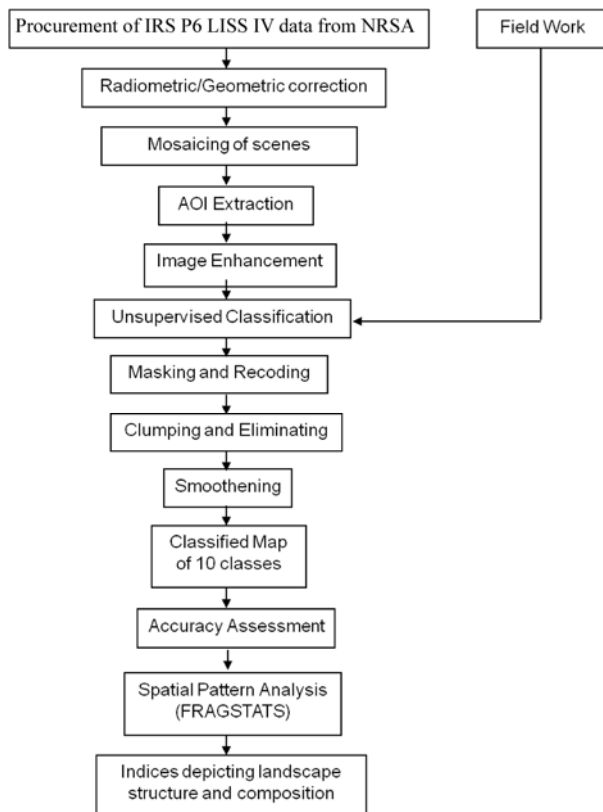 Procurement of IRS P6 LISS IV data from NRSA
Field Work
Radiometric/Geometric correction
Mosaicing of scenes
AOI Extraction
Image Enhancement
Unsupervised Classification
Masking and Recoding
Clumping and Eliminating
Smoothening
Classified Map
of 10 classes
Accuracy Assessment
Spatial Pattern Analysis
(FRAGSTATS)
Indices depicting landscape
structure and composition